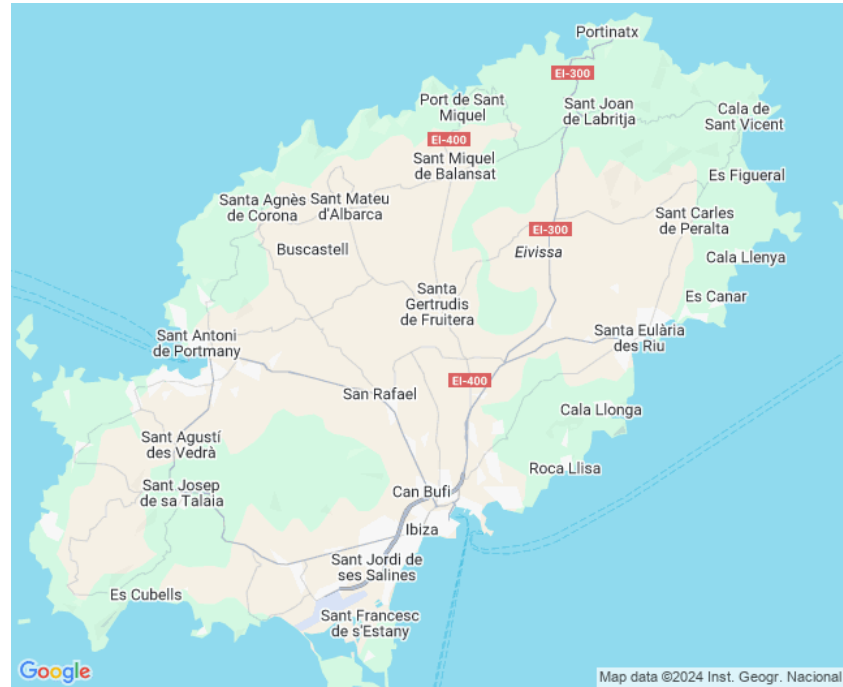 Portinatx
EI-300
Port de Sant
Miquel
Sant Joan
de Labritja
Cala de
Sant Vicent
EI-400
Sant Miquel
de Balansat
Es Figueral
Santa Agnès
de Corona
Sant Mateu
d'Albarca
Sant Carles
de Peralta
EI-300
Buscastell
Eivissa
Cala Llenya
Santa
Gertrudis
de Fruitera
Es Canar
Sant Antoni
de Portmany
Santa Eulària
des Riu
EI-400
San Rafael
Cala Llonga
Sant Agustí
des Vedrà
Roca Llisa
Sant Josep
de sa Talaia
Can Bufi
Ibiza
Sant Jordi de
ses Salines
Es Cubells
Sant Francesc
de s'Estany
Google
Map data ©2024 Inst. Geogr. Nacional